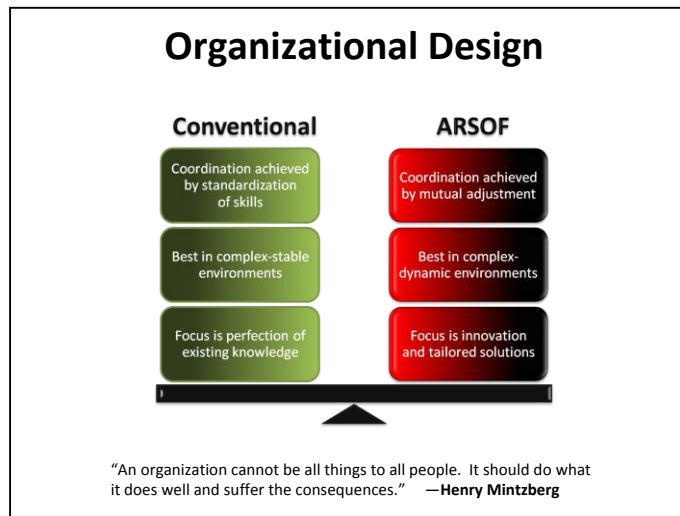 Organizational Design
Conventional
Coordination achieved
by standardization
of skills
Best in complex-stable
environments
Focus is perfection of
existing knowledge
ARSOF
Coordination achieved
by mutual adjustment
Best in complex-
dynamic environments
Focus is innovation
and tailored solutions
“An organization cannot be all things to all people.  It should do what
it does well and suffer the consequences.”    —Henry Mintzberg